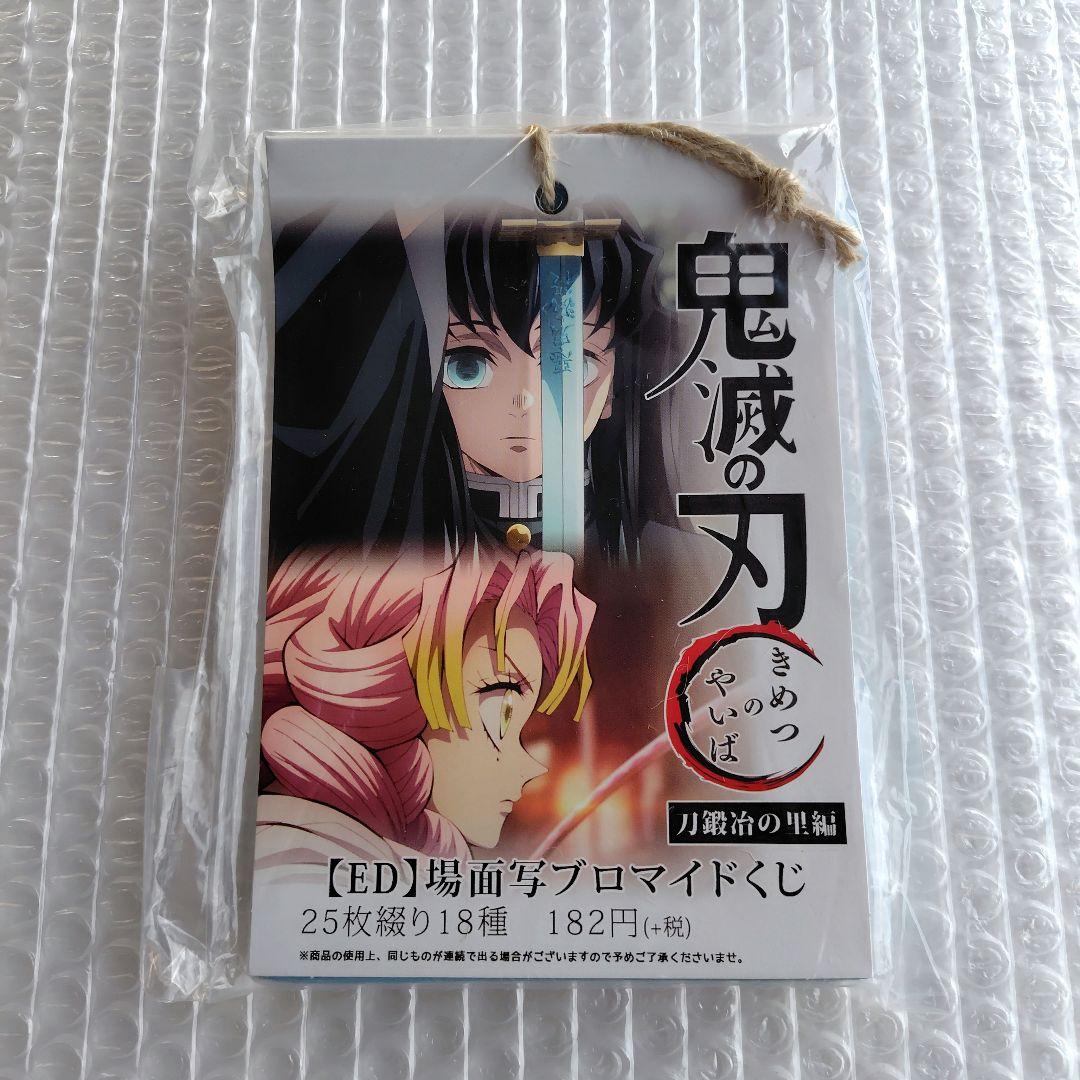 鬼滅の刃
きめつ
の
やいば
刀鍛冶の里編
【ED】場面写ブロマイドくじ
25枚綴り18種　182円(+税)
※商品の使用上、同じものが連続で出る場合がございますので予めご了承くださいませ。